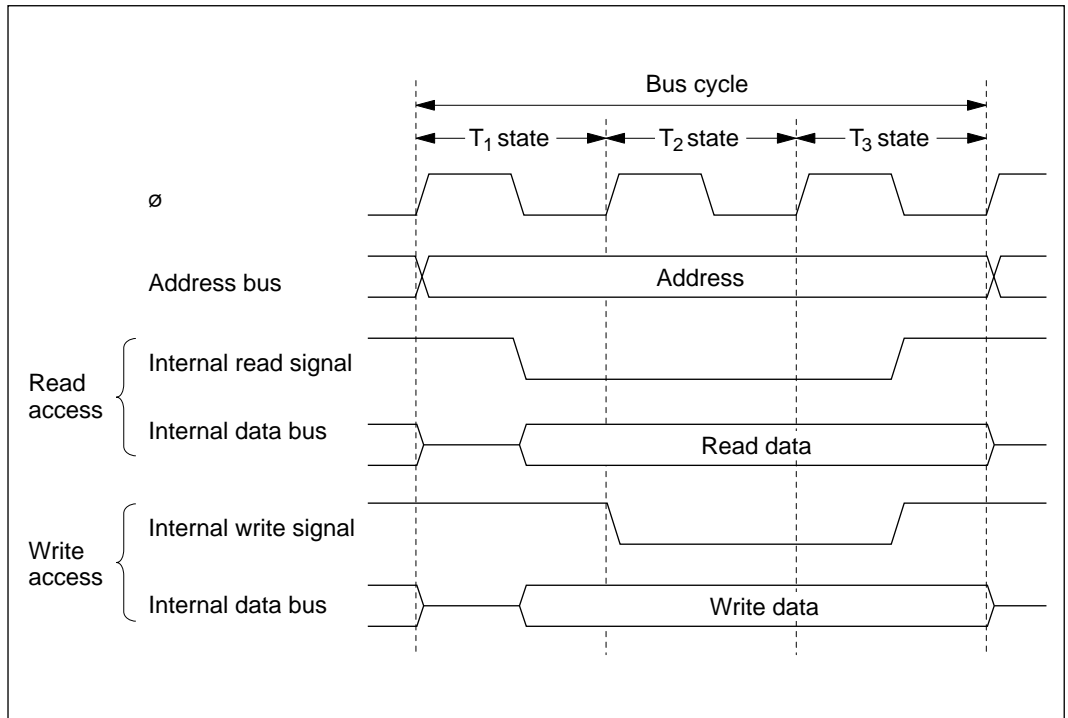 Bus cycle
T₁ state T₂ state T₃ state
ø
Address bus Address
Internal read signal
Read
access
Internal data bus Read data
Internal write signal
Write
access
Internal data bus Write data